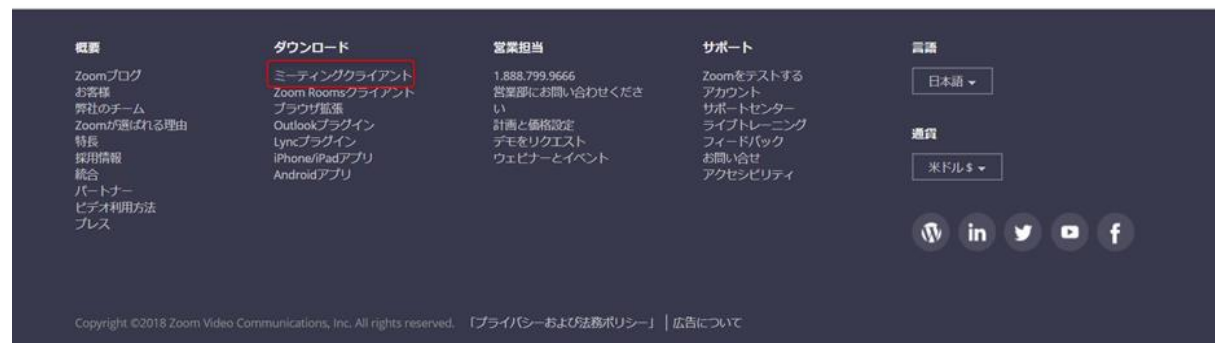 概要
Zoomブログ
お客様
弊社のチーム
Zoomが選ばれる理由
特長
採用情報
統合
パートナー
ビデオ利用方法
プレス
ダウンロード
ミーティングクライアント
Zoom Roomsクライアント
ブラウザ拡張
Outlookプラグイン
Lyncプラグイン
iPhone/iPadアプリ
Androidアプリ
営業担当
1.888.799.9666
営業部にお問い合わせくださ
い
計画と価格設定
デモをリクエスト
ウェビナーとイベント
サポート
Zoomをテストする
アカウント
サポートセンター
ライブトレーニング
フィードバック
お問い合せ
アクセシビリティ
言語
日本語
通貨
米ドル $
Copyright ©2018 Zoom Video Communications, Inc. All rights reserved. 「プライバシーおよび法務ポリシー」 | 広告について